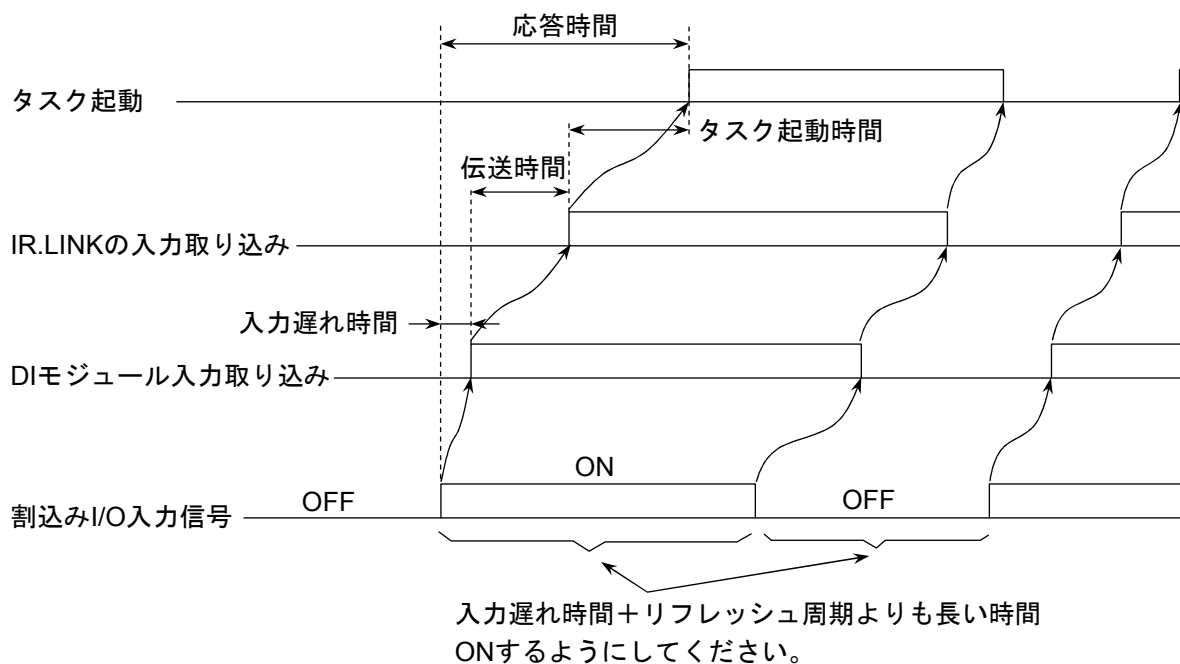 応答時間
タスク起動
タスク起動時間
伝送時間
IR.LINKの入力取り込み
入力遅れ時間
DIモジュール入力取り込み
ON
OFF
OFF
割込みI/O入力信号
入力遅れ時間＋リフレッシュ周期よりも長い時間
ONするようにしてください。